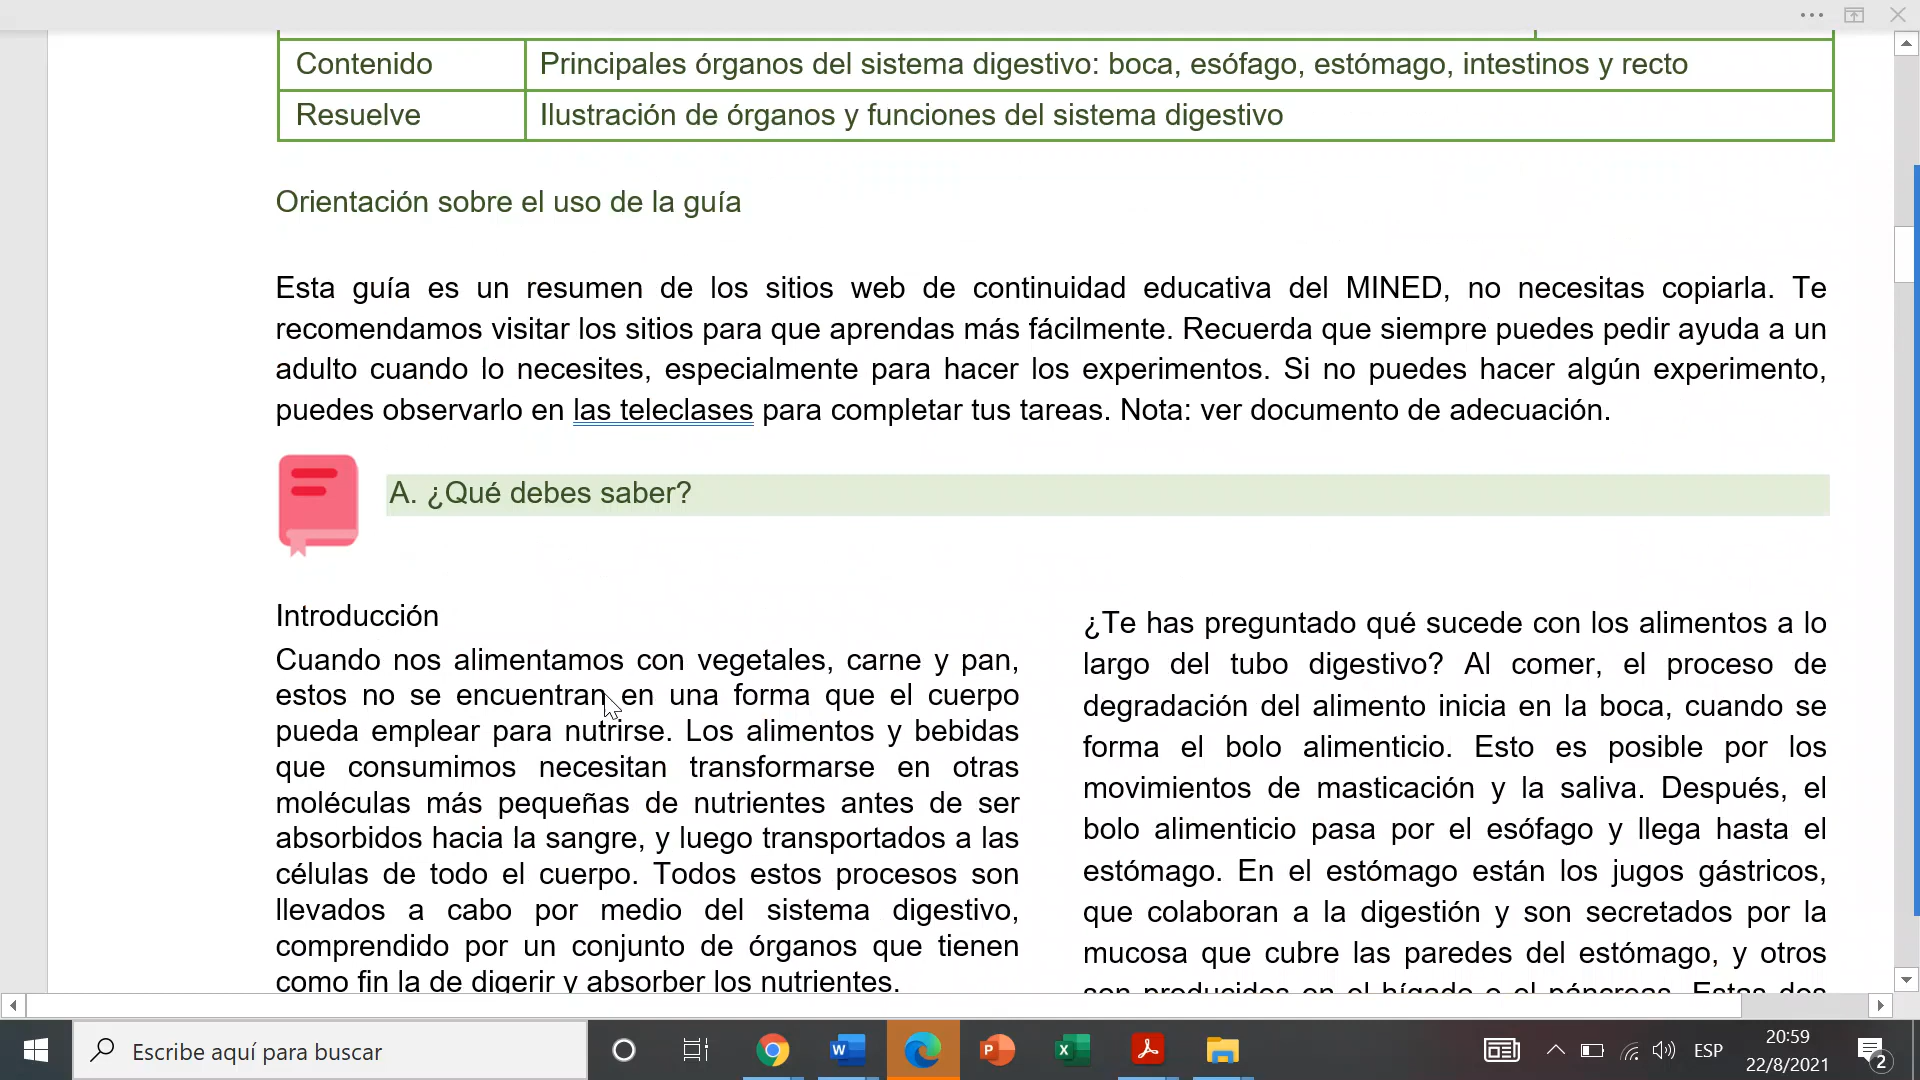 Contenido
Principales órganos del sistema digestivo: boca, esófago, estómago, intestinos y recto
Resuelve
Ilustración de órganos y funciones del sistema digestivo
Orientación sobre el uso de la guía
Esta guía es un resumen de los sitios web de continuidad educativa del MINED, no necesitas copiarla. Te
recomendamos visitar los sitios para que aprendas más fácilmente. Recuerda que siempre puedes pedir ayuda a un
adulto cuando lo necesites, especialmente para hacer los experimentos. Si no puedes hacer algún experimento,
puedes observarlo en las teleclases para completar tus tareas. Nota: ver documento de adecuación.
A. ¿Qué debes saber?
Introducción
Cuando nos alimentamos con vegetales, carne y pan,
estos no se encuentran en una forma que el cuerpo
pueda emplear para nutrirse. Los alimentos y bebidas
que consumimos necesitan transformarse en otras
moléculas más pequeñas de nutrientes antes de ser
absorbidos hacia la sangre, y luego transportados a las
células de todo el cuerpo. Todos estos procesos son
llevados a cabo por medio del sistema digestivo,
comprendido por un conjunto de órganos que tienen
como fin la de digerir y absorber los nutrientes.
¿Te has preguntado qué sucede con los alimentos a lo
largo del tubo digestivo? Al comer, el proceso de
degradación del alimento inicia en la boca, cuando se
forma el bolo alimenticio. Esto es posible por los
movimientos de masticación y la saliva. Después, el
bolo alimenticio pasa por el esófago y llega hasta el
estómago. En el estómago están los jugos gástricos,
que colaboran a la digestión y son secretados por la
mucosa que cubre las paredes del estómago, y otros
son producidos en el hígado o el páncreas. Estas dos
Escribe aquí para buscar
ESP
20:59
22/8/2021
2